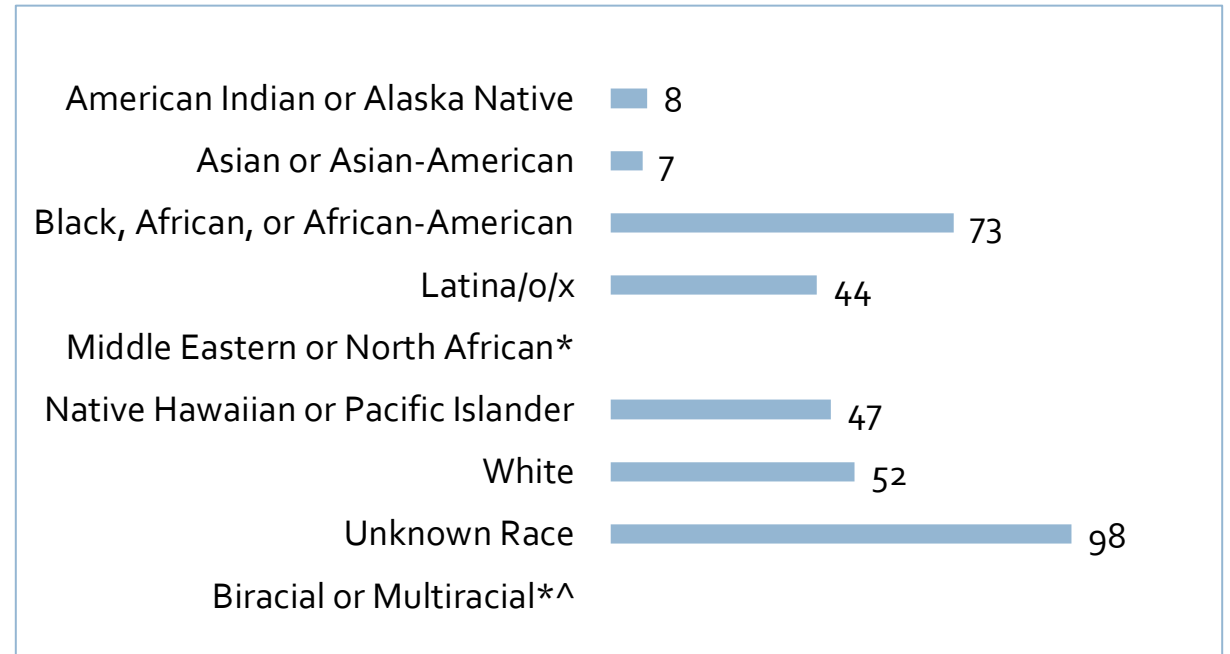 American Indian or Alaska Native 8
Asian or Asian-American 7
Black, African, or African-American 73
Latina/o/x 44
Middle Eastern or North African*
Native Hawaiian or Pacific Islander 47
White 52
Unknown Race 98
Biracial or Multiracial*^